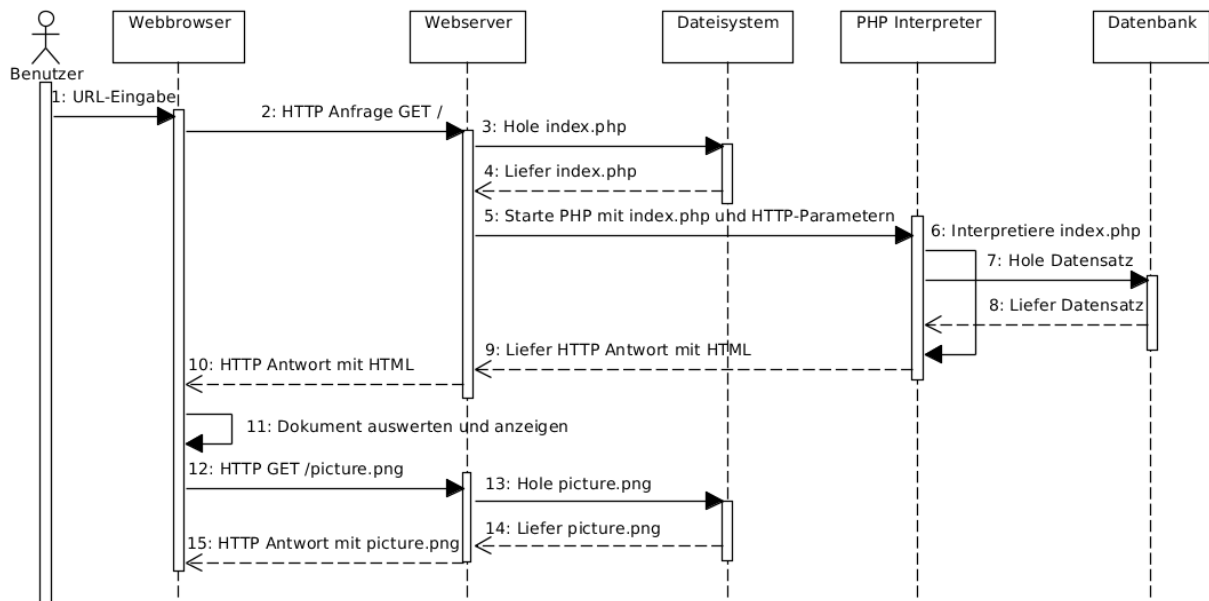 Webbrowser
Webserver
Dateisystem
PHP Interpreter
Datenbank
Benutzer
1: URL-Eingabe
2: HTTP Anfrage GET /
3: Hole index.php
4: Liefer index.php
5: Starte PHP mit index.php und HTTP-Parametern
6: Interpretiere index.php
7: Hole Datensatz
8: Liefer Datensatz
9: Liefer HTTP Antwort mit HTML
10: HTTP Antwort mit HTML
11: Dokument auswerten und anzeigen
12: HTTP GET /picture.png
13: Hole picture.png
14: Liefer picture.png
15: HTTP Antwort mit picture.png